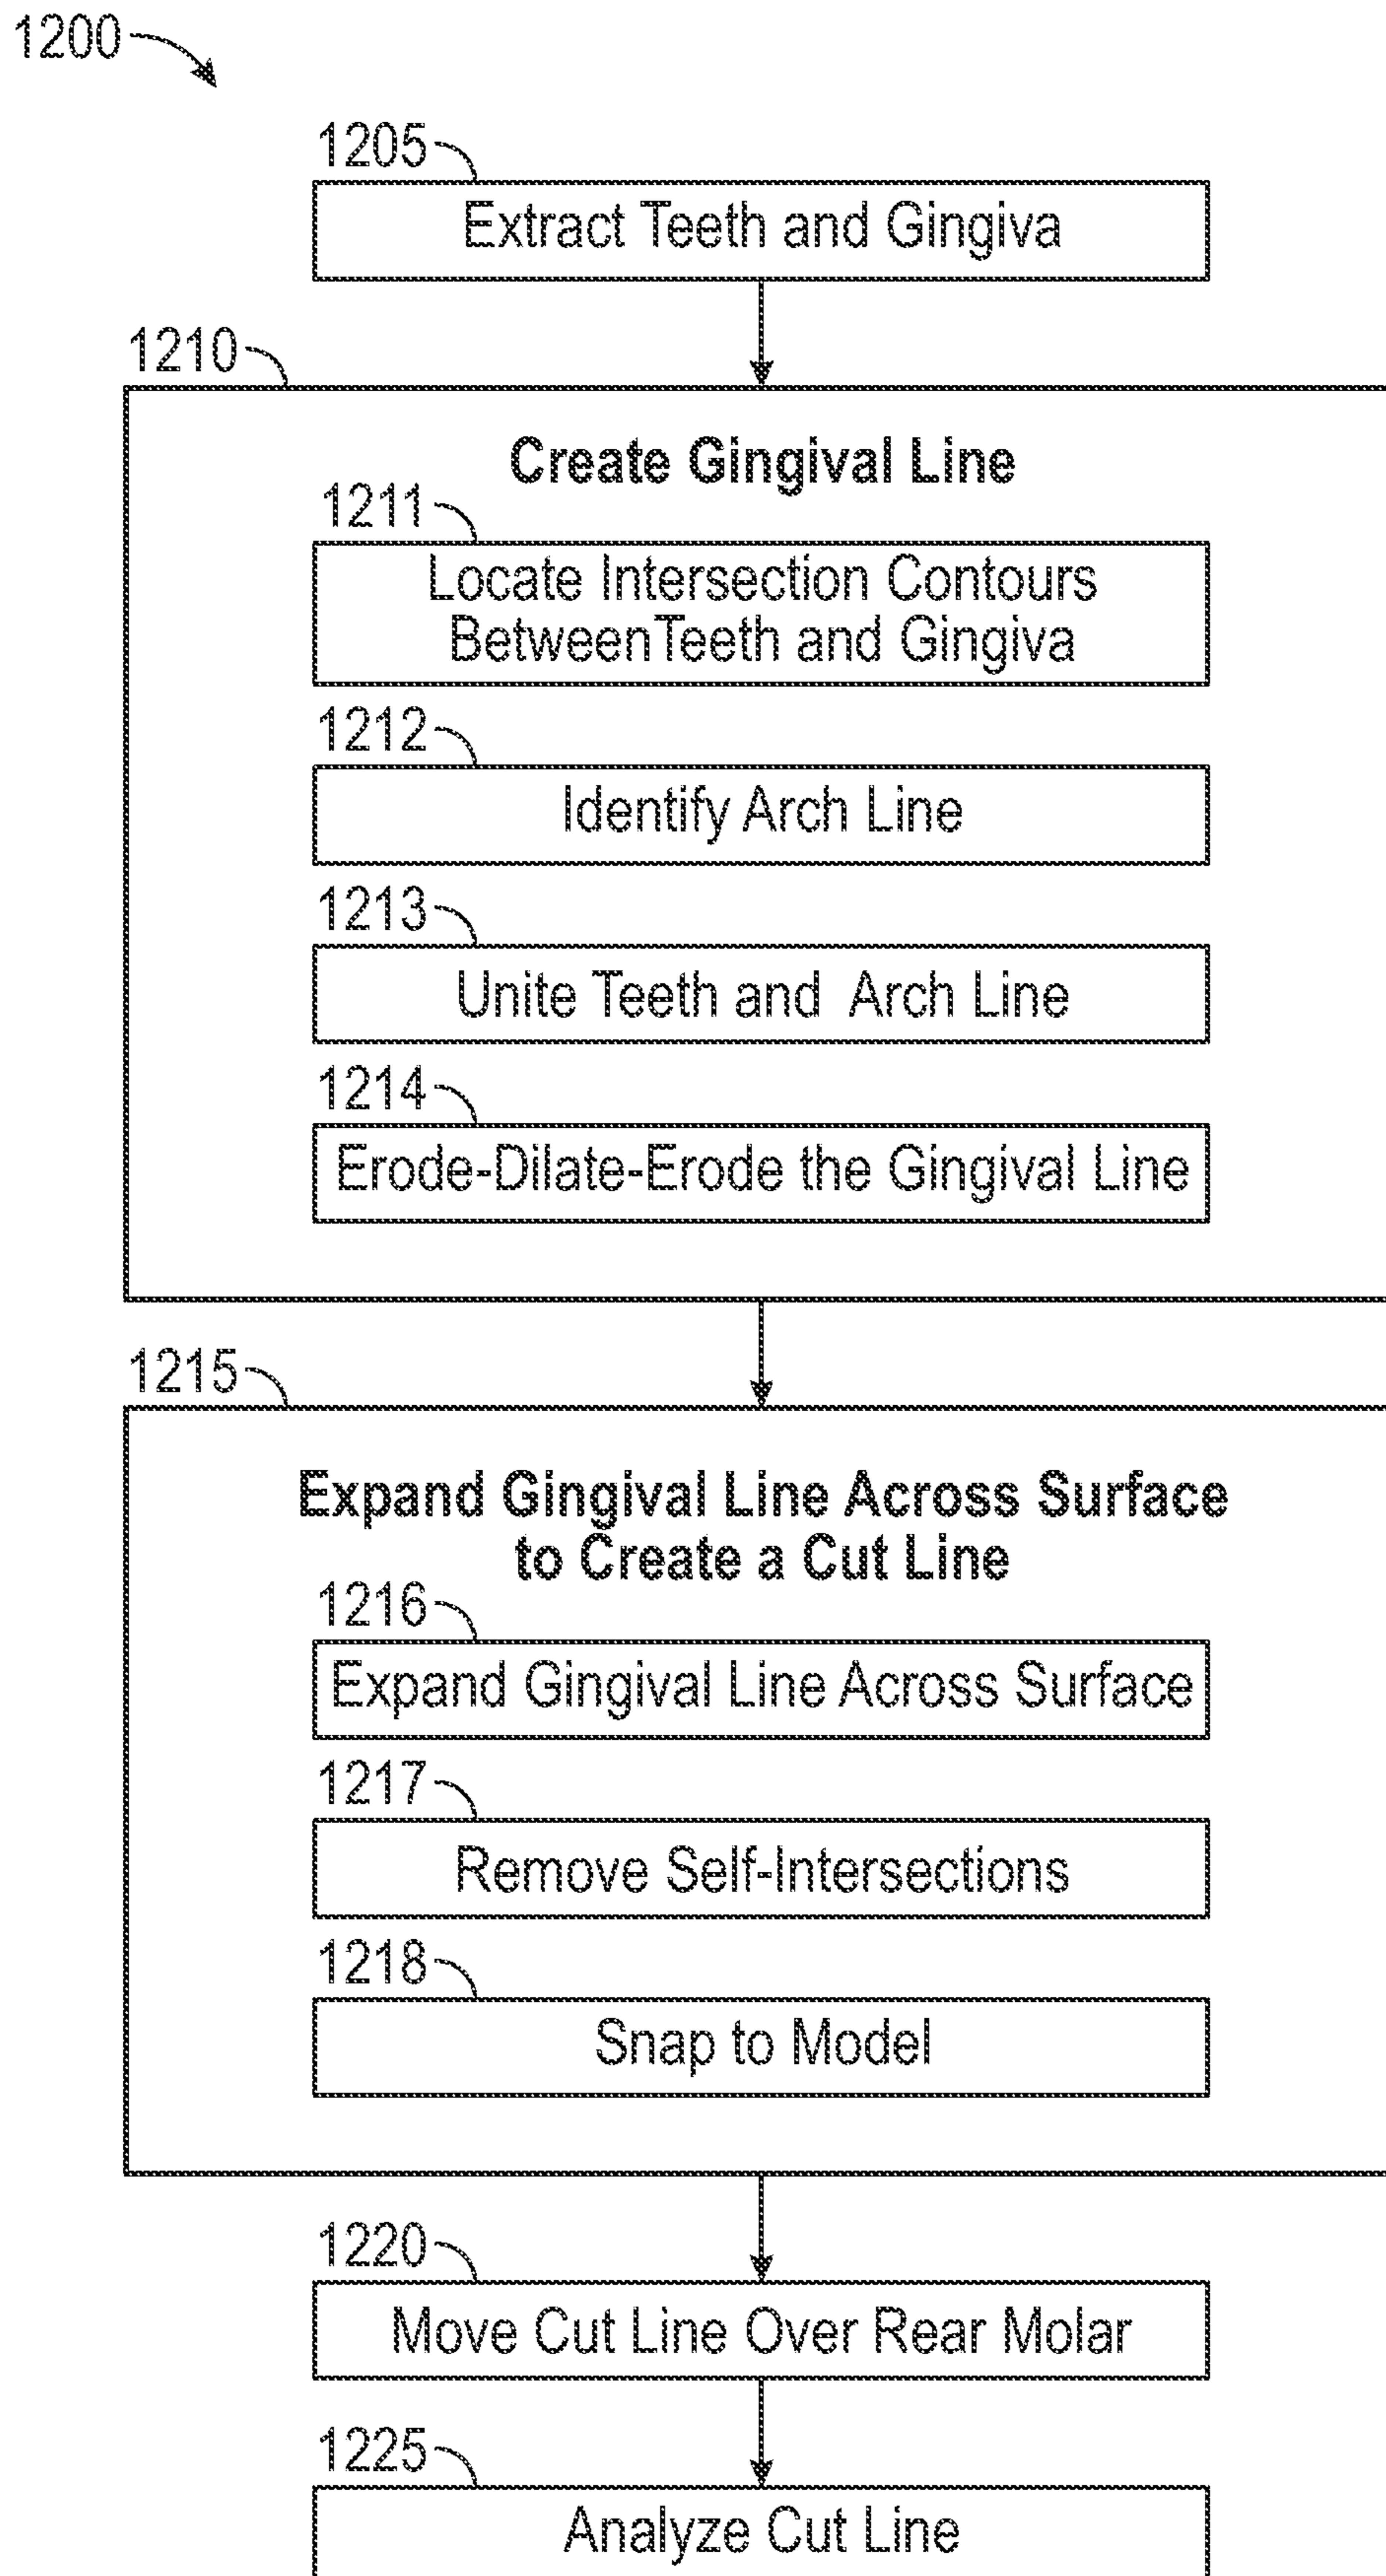 1200
1205
Extract Teeth and Gingiva
1210
Create Gingival Line
1211
Locate Intersection Contours
BetweenTeeth and Gingiva
1212
Identify Arch Line
1213
Unite Teeth and Arch Line
1214
Erode-Dilate-Erode the Gingival Line
1215
Expand Gingival Line Across Surface
to Create a Cut Line
1216
Expand Gingival Line Across Surface
1217
Remove Self-Intersections
1218
Snap to Model
1220
Move Cut Line Over Rear Molar
1225
Analyze Cut Line